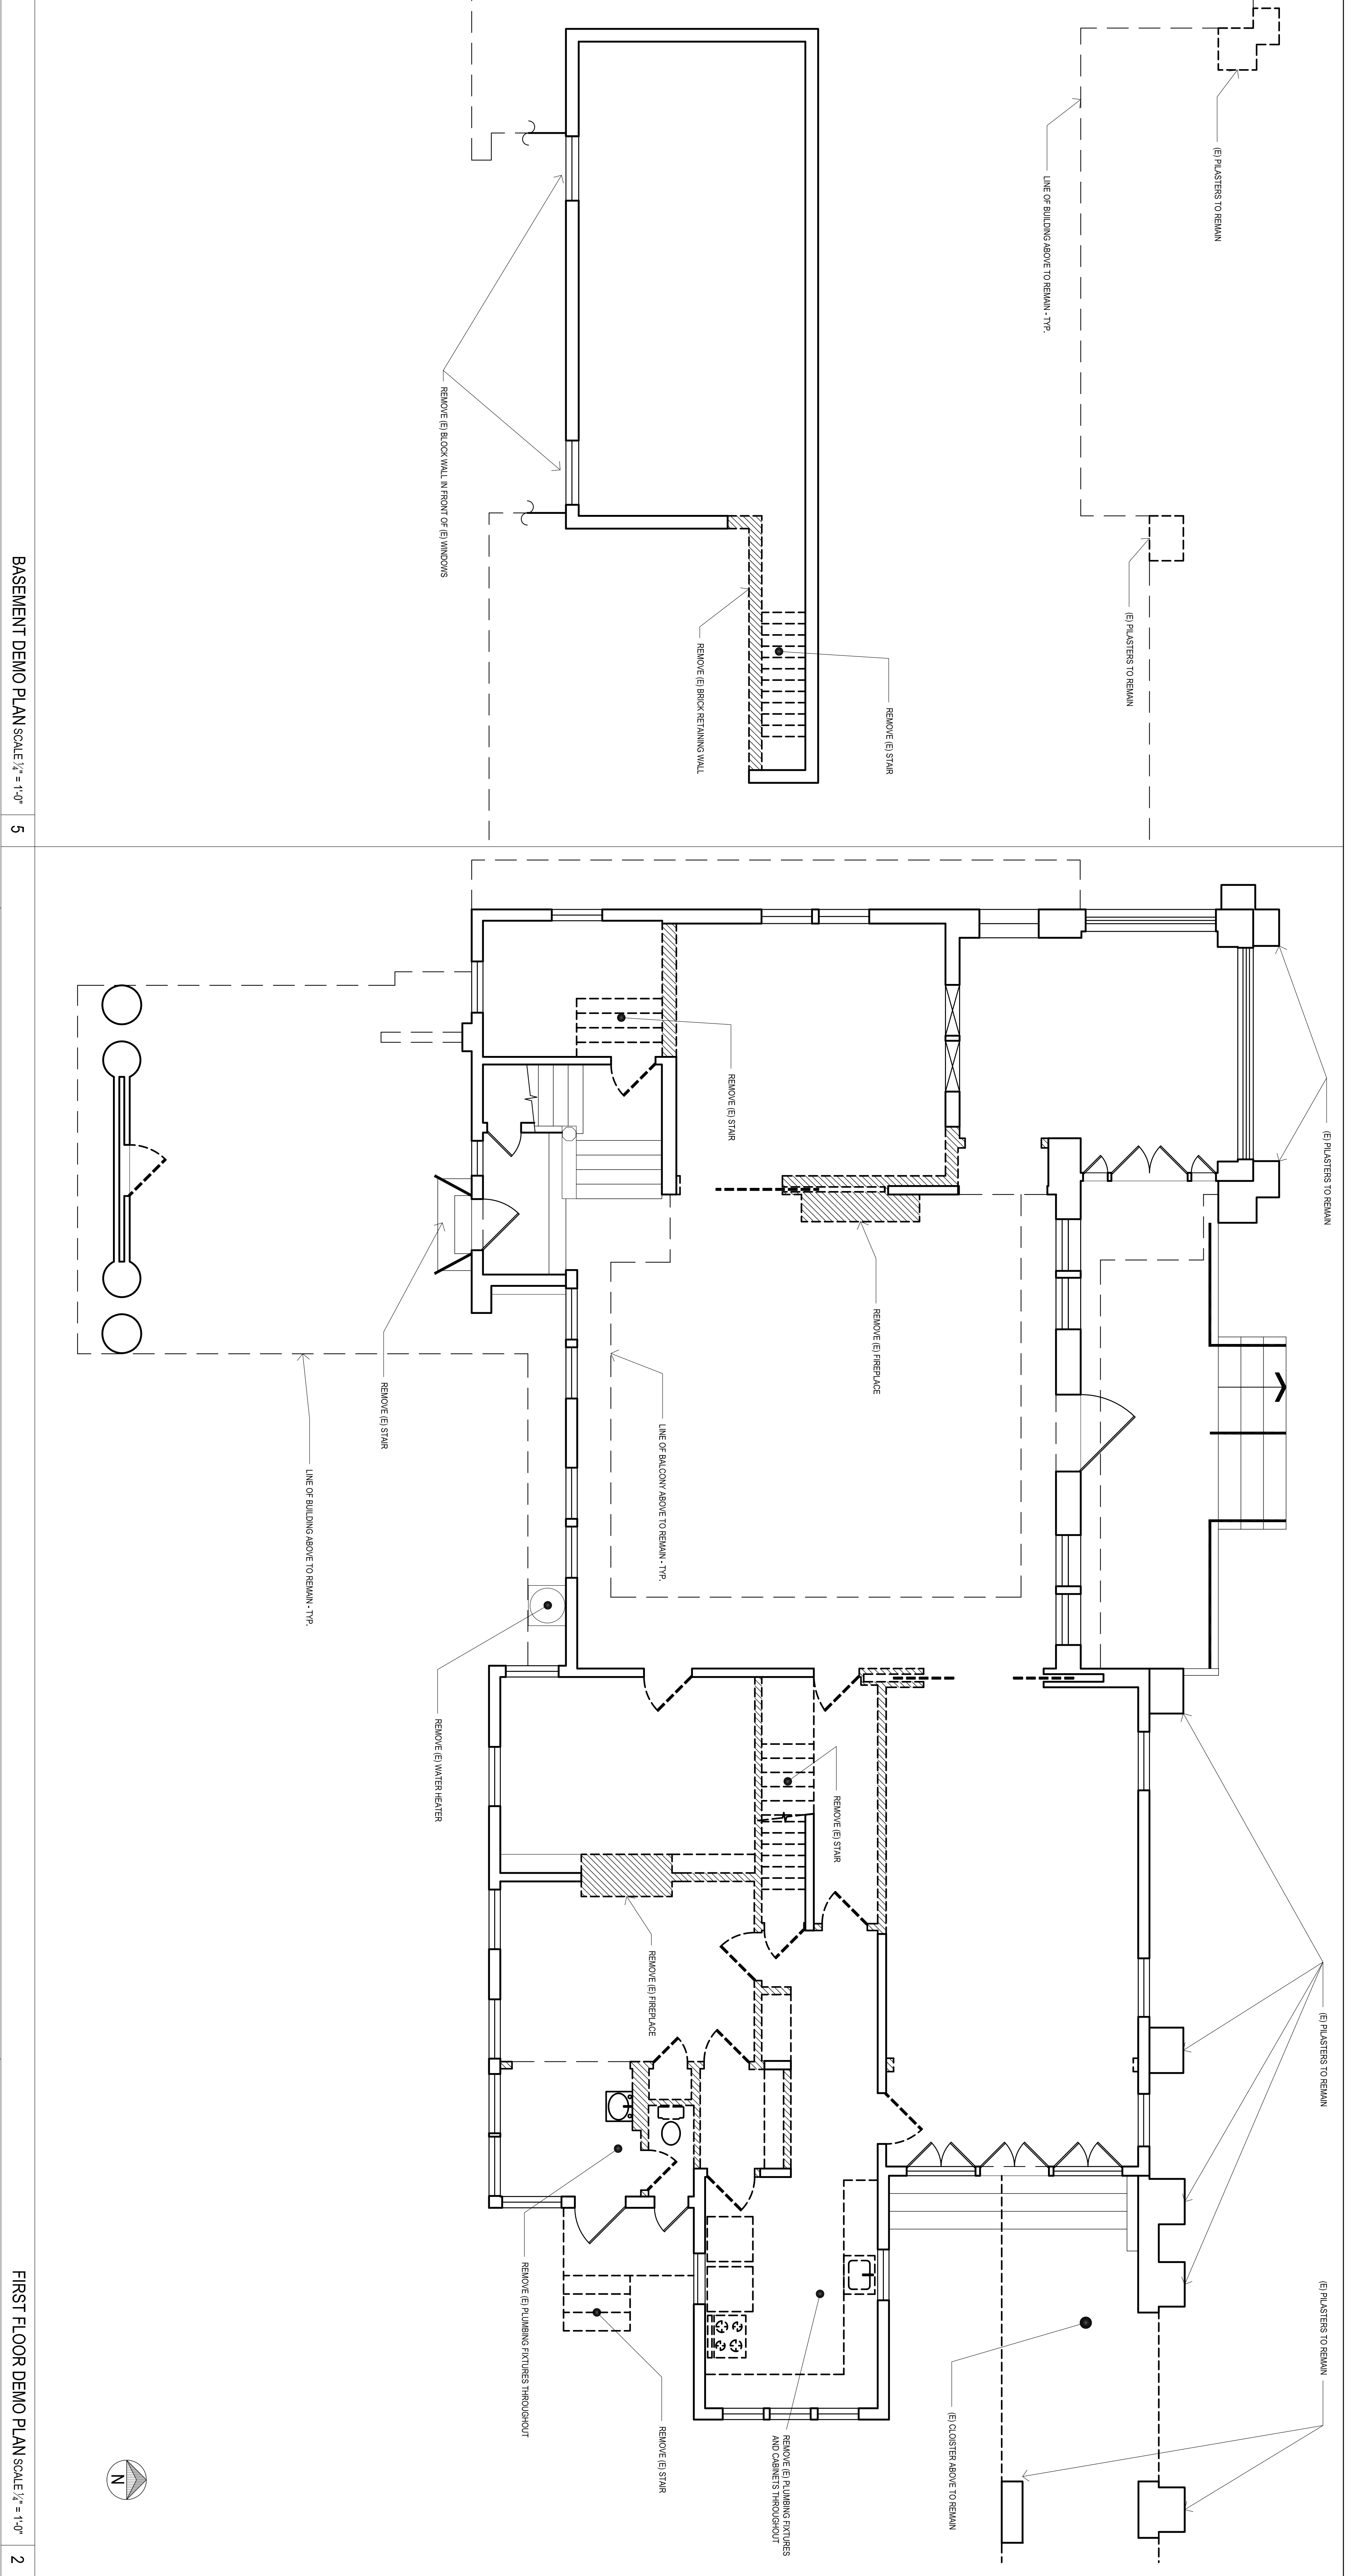 (E) PILASTERS TO REMAIN
LINE OF BUILDING ABOVE TO REMAIN - TYP.
(E) PILASTERS TO REMAIN
REMOVE (E) STAIR
REMOVE (E) BRICK RETAINING WALL
REMOVE (E) BLOCK WALL IN FRONT OF (E) WINDOWS
BASEMENT DEMO PLAN SCALE 1/4" = 1'-0"
5
(E) PILASTERS TO REMAIN
(E) PILASTERS TO REMAIN
(E) PILASTERS TO REMAIN
(E) CLOISTER ABOVE TO REMAIN
REMOVE (E) FIREPLACE
REMOVE (E) STAIR
REMOVE (E) STAIR
REMOVE (E) PLUMBING FIXTURES
AND CABINETS THROUGHOUT
LINE OF BALCONY ABOVE TO REMAIN - TYP.
REMOVE (E) FIREPLACE
REMOVE (E) STAIR
REMOVE (E) PLUMBING FIXTURES THROUGHOUT
REMOVE (E) WATER HEATER
REMOVE (E) STAIR
LINE OF BUILDING ABOVE TO REMAIN - TYP.
N
FIRST FLOOR DEMO PLAN SCALE 1/4" = 1'-0"
2